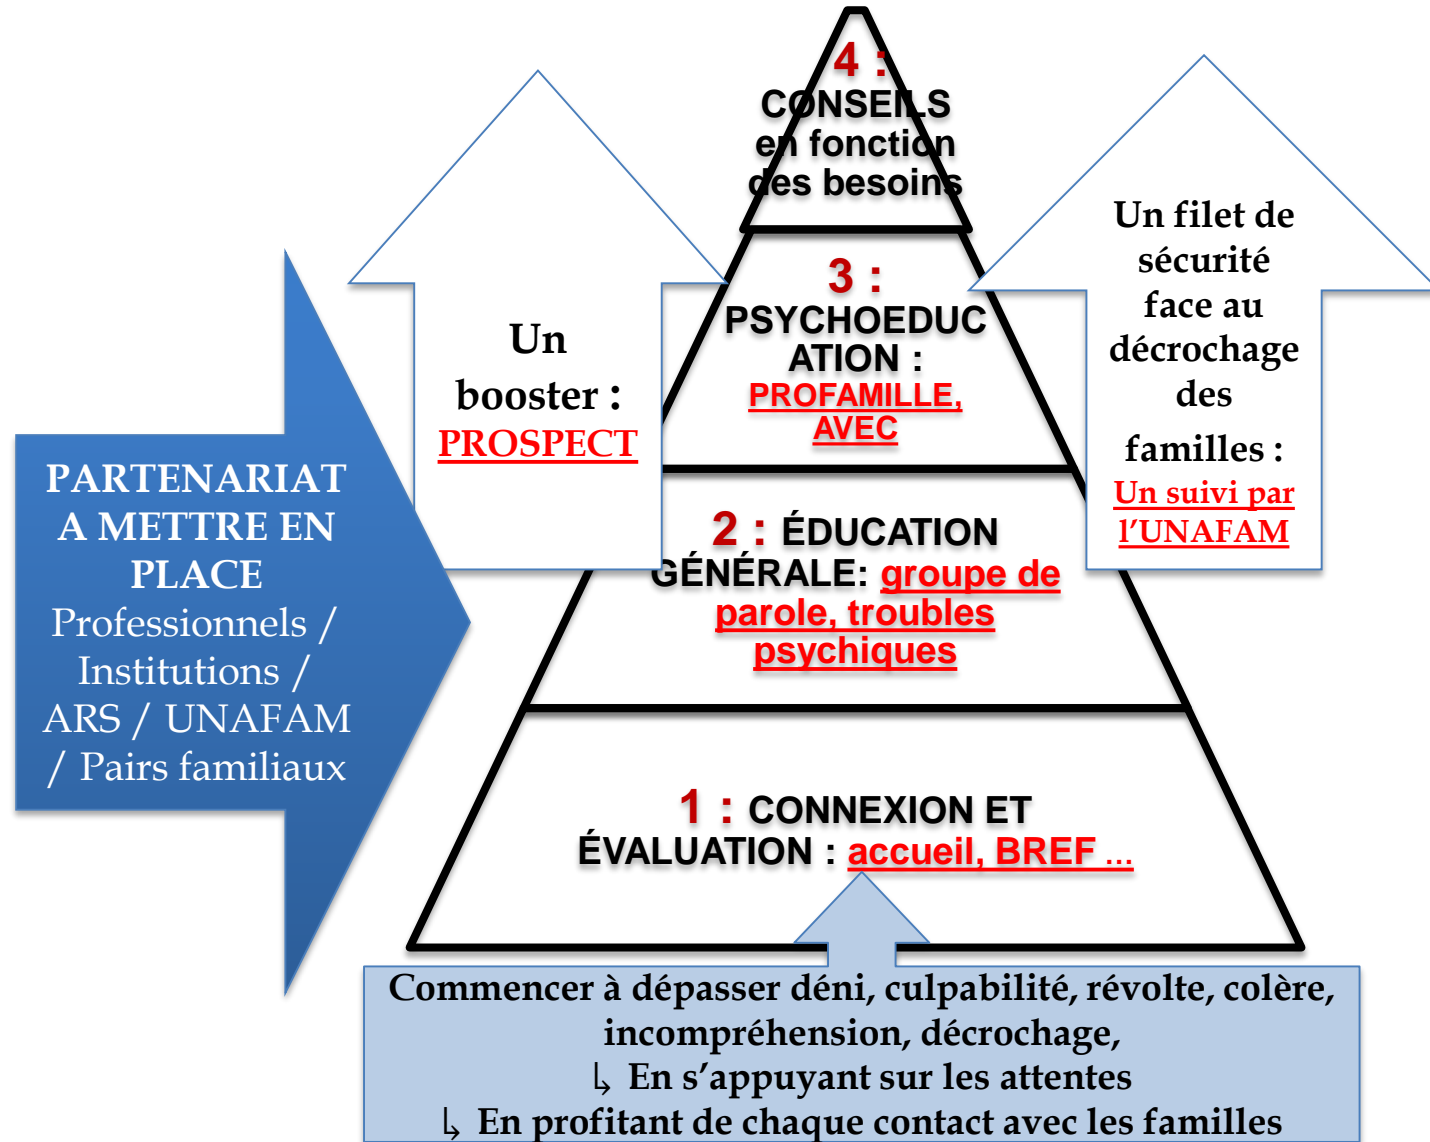 4 :
CONSEILS
en fonction
des besoins
3 :
PSYCHOEDUC
ATION :
PROFAMILLE,
AVEC
2 : ÉDUCATION
GÉNÉRALE: groupe de
parole, troubles
psychiques
1 : CONNEXION ET
ÉVALUATION : accueil, BREF ...
Un
booster :
PROSPECT
Un filet de
sécurité
face au
décrochage
des
familles :
Un suivi par
l’UNAFAM
PARTENARIAT
A METTRE EN
PLACE
Professionnels /
Institutions /
ARS / UNAFAM
/ Pairs familiaux
Commencer à dépasser déni, culpabilité, révolte, colère,
incompréhension, décrochage,
↳ En s’appuyant sur les attentes
↳ En profitant de chaque contact avec les familles